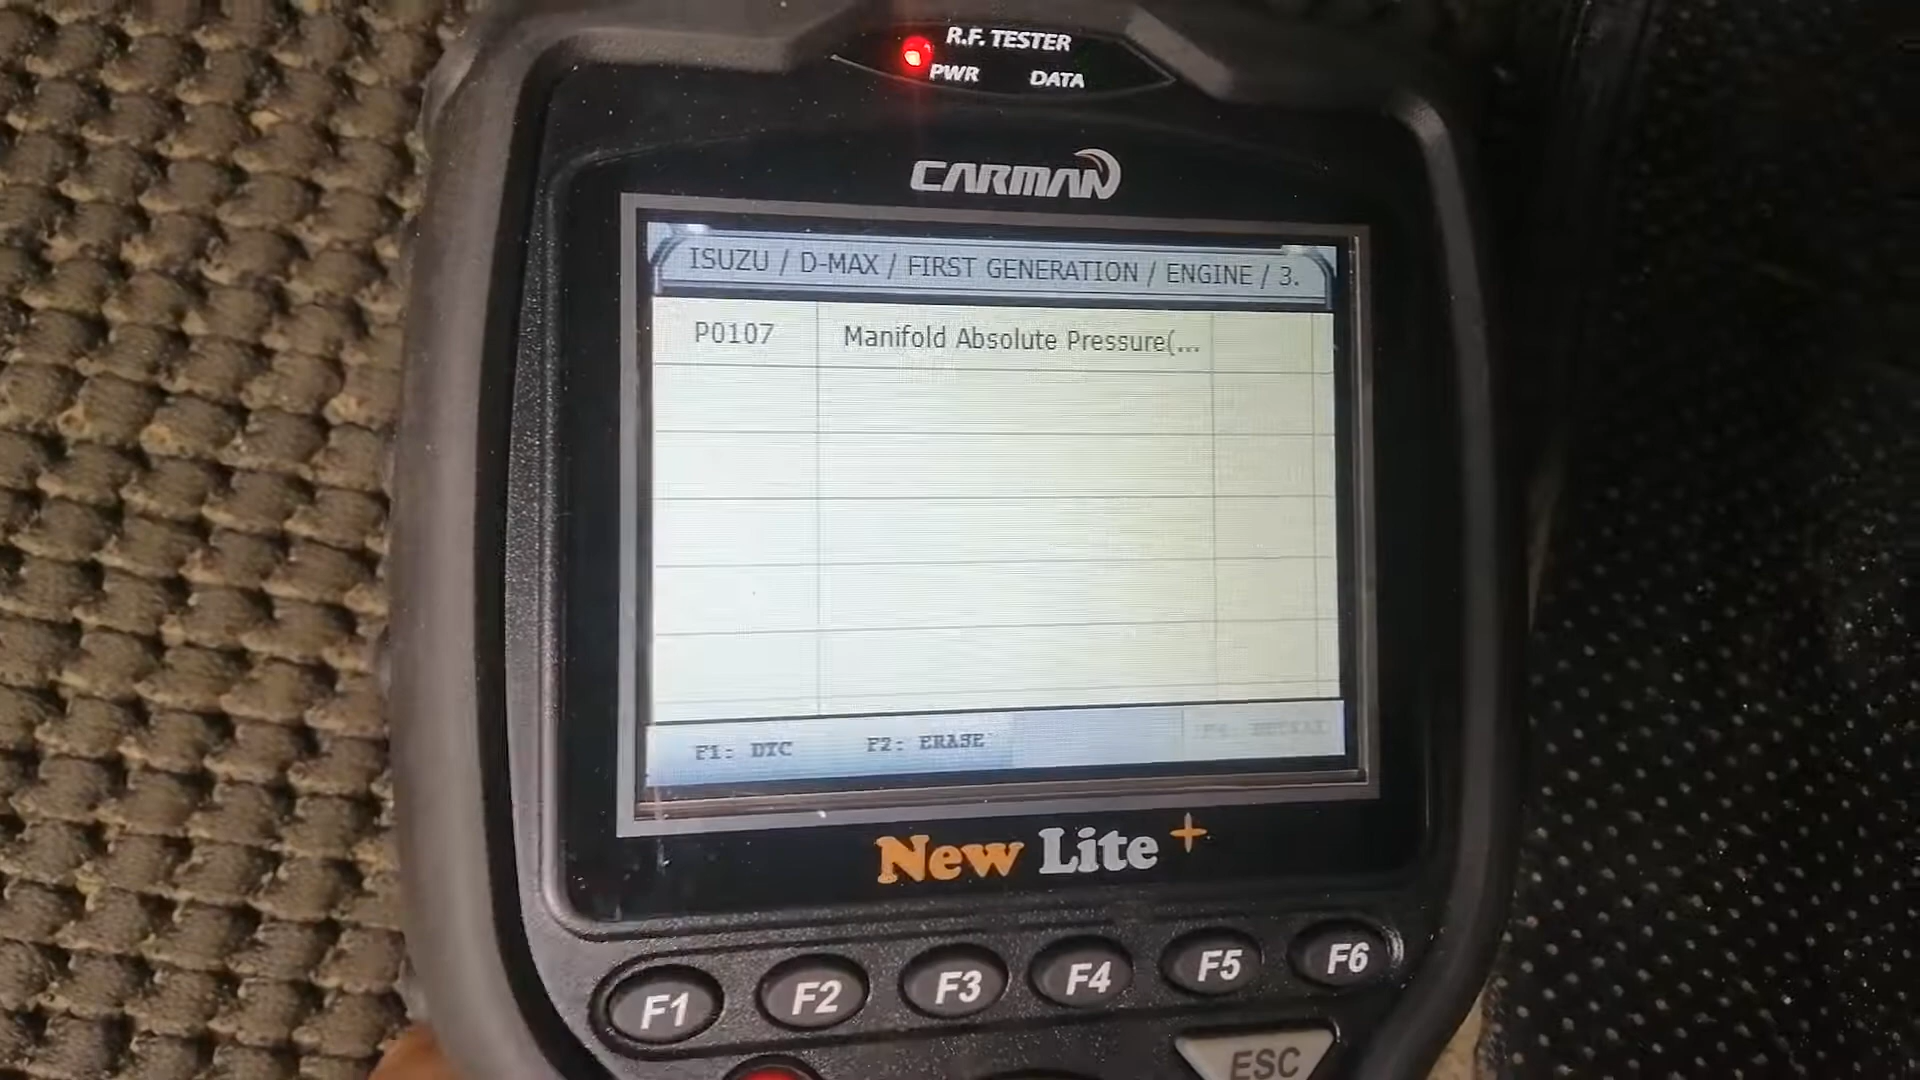 R.F. TESTER
PWR DATA
CARMAN
ISUZU / D-MAX / FIRST GENERATION / ENGINE / 3.
P0107 Manifold Absolute Pressure(...
F1: DTC F2: ERASE
New Lite+
F1 F2 F3 F4 F5 F6
ESC